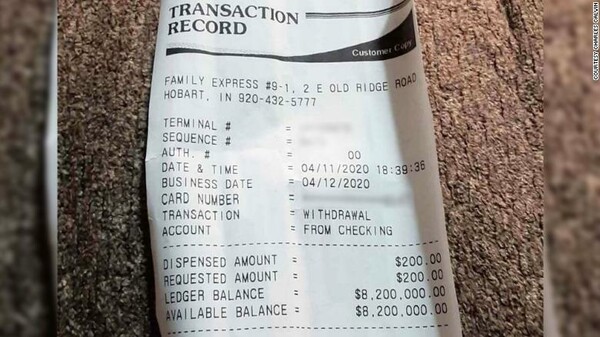 TRANSACTION
RECORD
Customer Copy
FAMILY EXPRESS #9-1, 2 E OLD RIDGE ROAD
HOBART, IN 920-432-5777
TERMINAL # =
SEQUENCE # =
AUTH. # = 00
DATE & TIME = 04/11/2020 18:39:36
BUSINESS DATE = 04/12/2020
CARD NUMBER =
TRANSACTION = WITHDRAWAL
ACCOUNT = FROM CHECKING
DISPENSED AMOUNT = $200.00
REQUESTED AMOUNT = $200.00
LEDGER BALANCE = $8,200,000.00
AVAILABLE BALANCE = $8,200,000.00
COURTESY CHARLES CALVIN